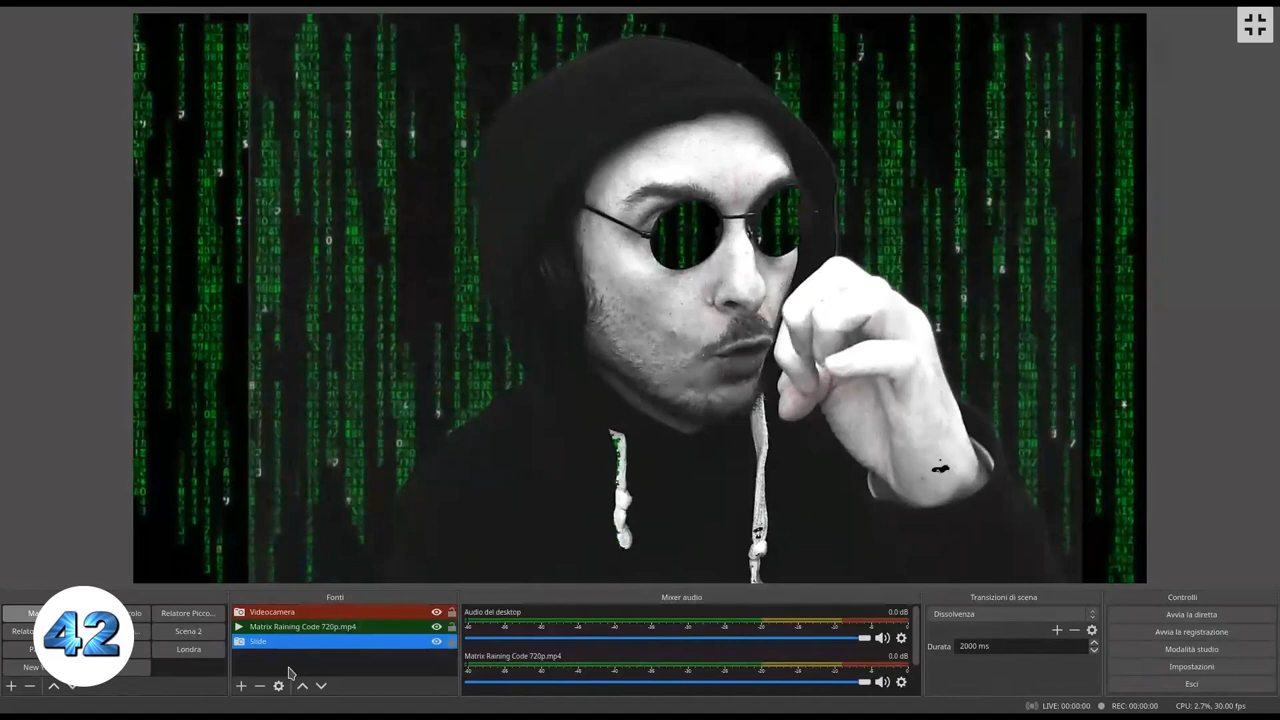 Fonti
Mixer audio
Transizioni di scena
Controlli
Relatore Picco...
Scena 2
Londra
New
42
Videocamera
Matrix Raining Code 720p.mp4
Slide
Audio del desktop
0.0 dB
Matrix Raining Code 720p.mp4
0.0 dB
Dissolvenza
Durata
2000 ms
Avvia la diretta
Avvia la registrazione
Modalità studio
Impostazioni
Esci
LIVE: 00:00:00
REC: 00:00:00
CPU: 2.7%, 30.00 fps